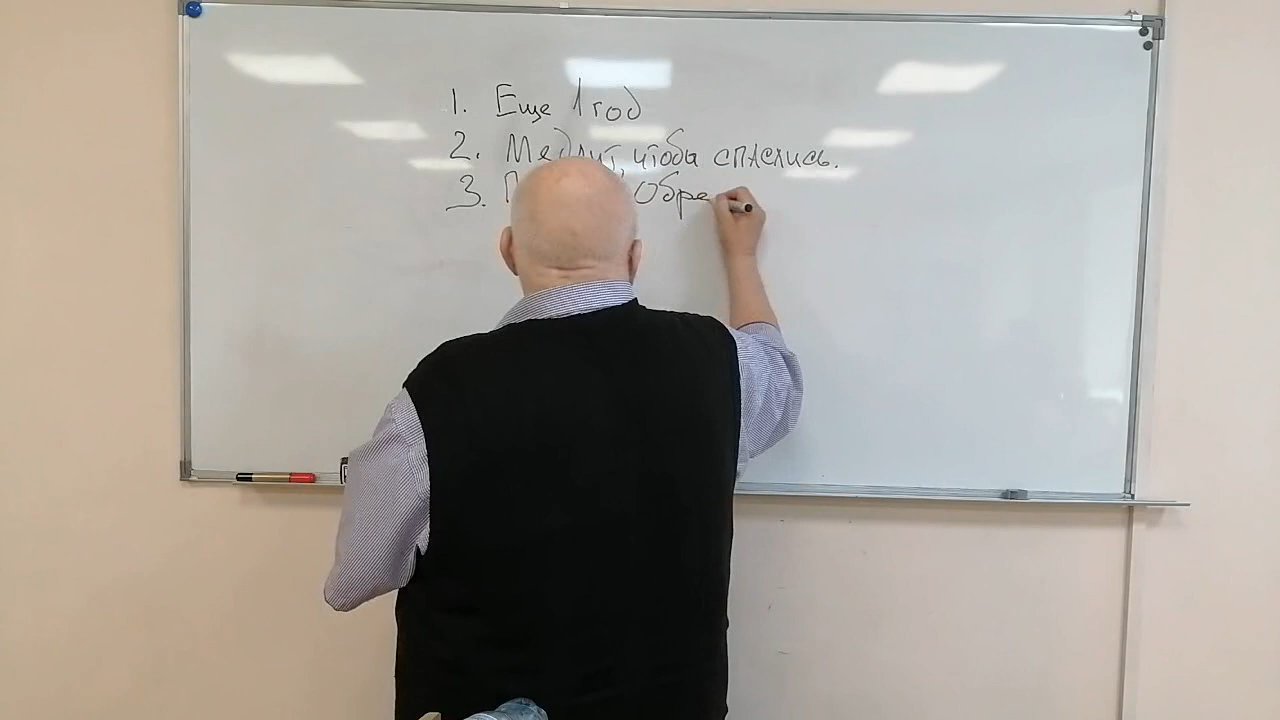 1. Еще 1 год
2. Медлит, чтобы спаслись.
3. Обре